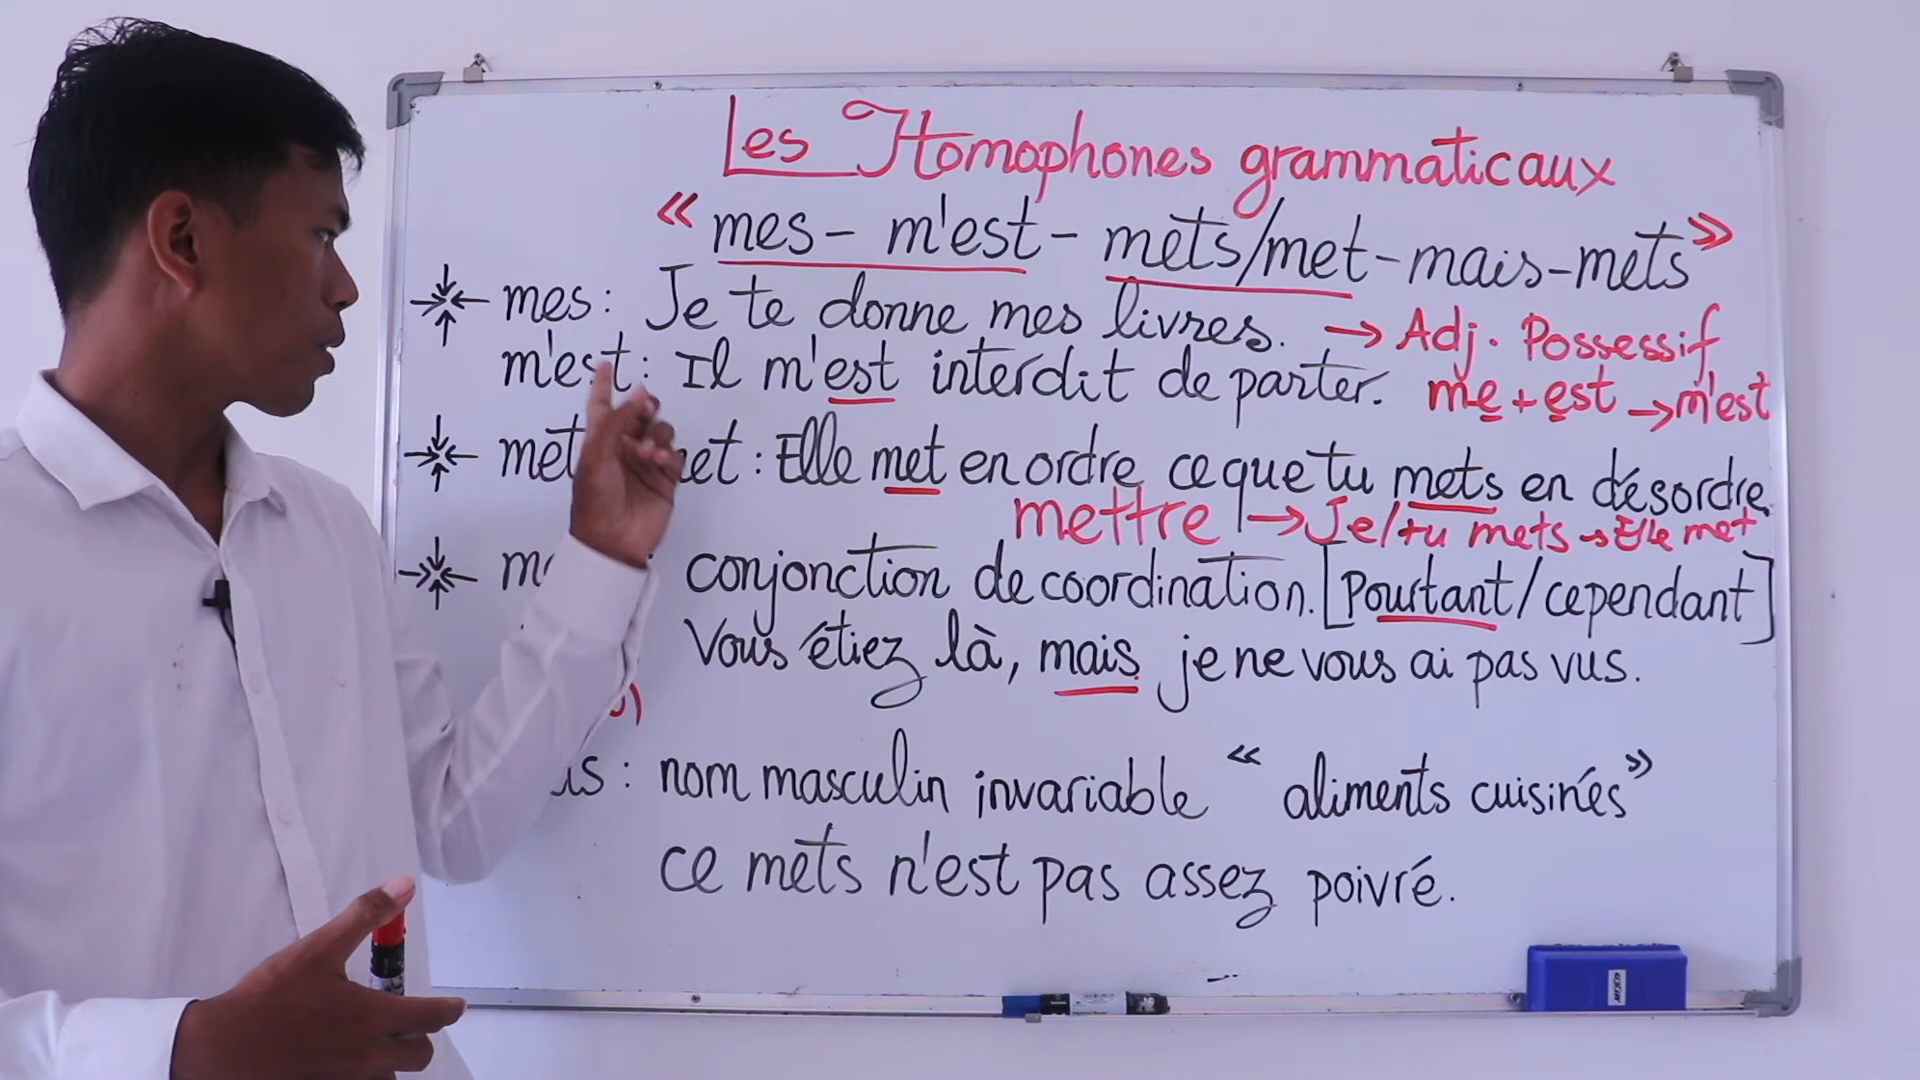 Les Homophones grammaticaux
« mes - m'est - mets/met - mais - mets »
mes : Je te donne mes livres. → Adj. Possessif
m'est : Il m'est interdit de parter. me + est → m'est
met : Elle met en ordre ce que tu mets en désordre.
mettre → Je/tu mets → Elle met
conjonction de coordination. [Pourtant/cependant]
Vous étiez là, mais je ne vous ai pas vus.
: nom masculin invariable « aliments cuisinés »
ce mets n'est pas assez poivré.